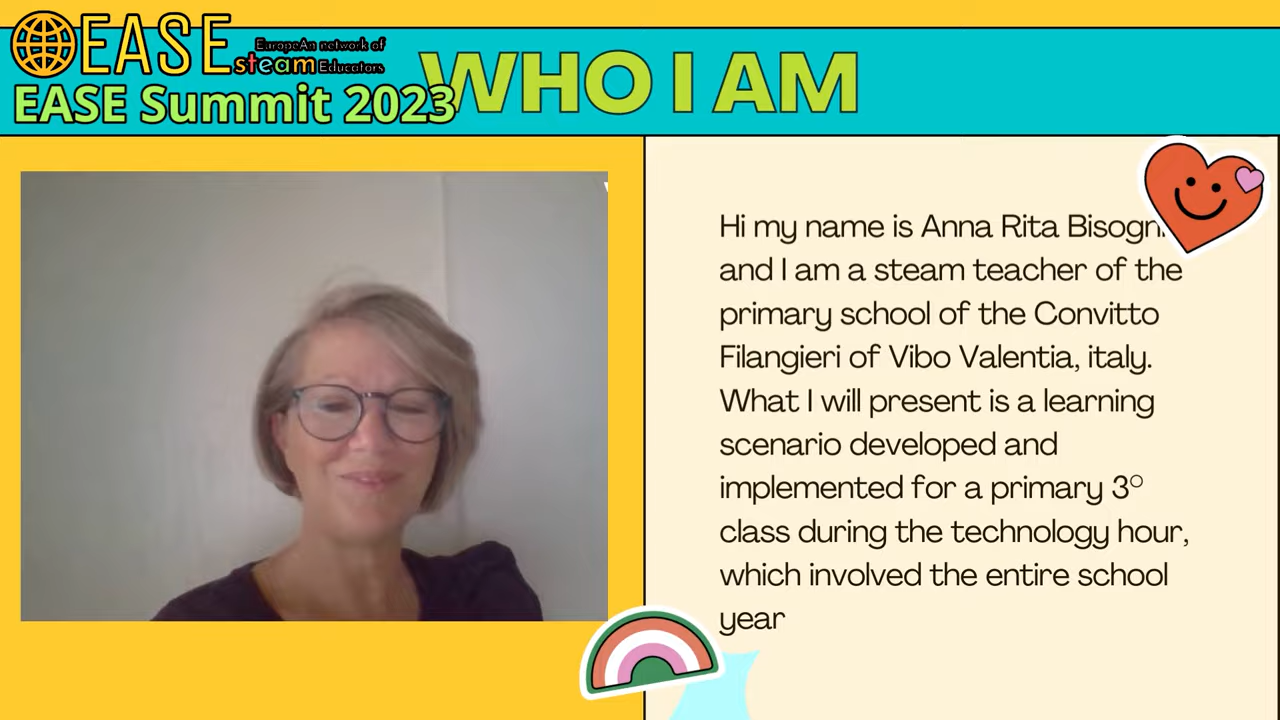 EASE
EuropeAn network of
steam Educators
EASE Summit 2023
WHO I AM
Hi my name is Anna Rita Bisogn
and I am a steam teacher of the
primary school of the Convitto
Filangieri of Vibo Valentia, italy.
What I will present is a learning
scenario developed and
implemented for a primary 3°
class during the technology hour,
which involved the entire school
year